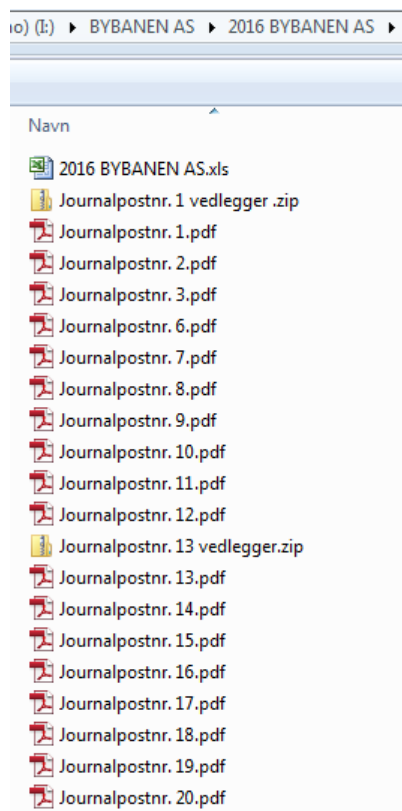 no) (I:) ▸ BYBANEN AS ▸ 2016 BYBANEN AS ▸
Navn
2016 BYBANEN AS.xls
Journalpostnr. 1 vedlegger .zip
Journalpostnr. 1.pdf
Journalpostnr. 2.pdf
Journalpostnr. 3.pdf
Journalpostnr. 6.pdf
Journalpostnr. 7.pdf
Journalpostnr. 8.pdf
Journalpostnr. 9.pdf
Journalpostnr. 10.pdf
Journalpostnr. 11.pdf
Journalpostnr. 12.pdf
Journalpostnr. 13 vedlegger.zip
Journalpostnr. 13.pdf
Journalpostnr. 14.pdf
Journalpostnr. 15.pdf
Journalpostnr. 16.pdf
Journalpostnr. 17.pdf
Journalpostnr. 18.pdf
Journalpostnr. 19.pdf
Journalpostnr. 20.pdf